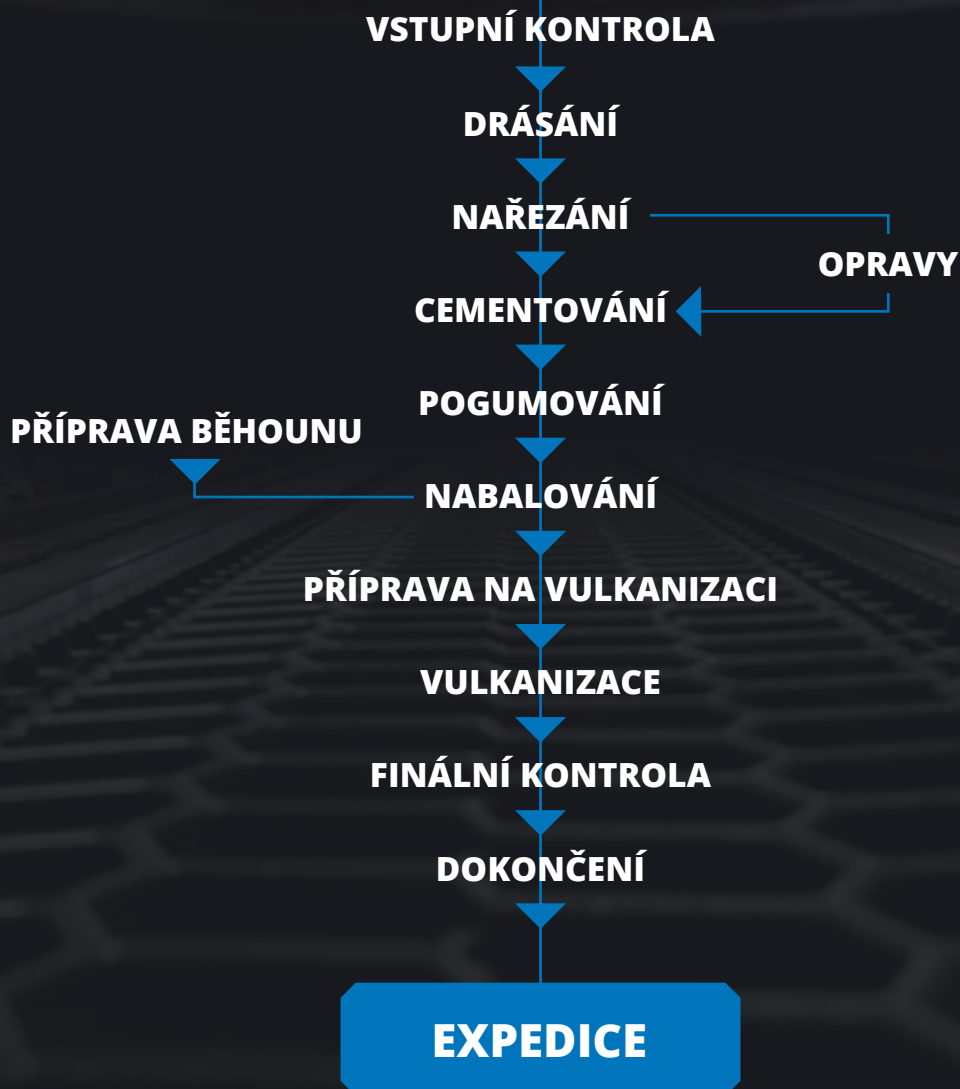 VSTUPNÍ KONTROLA
DRÁSÁNÍ
NAŘEZÁNÍ
OPRAVY
CEMENTOVÁNÍ
POGUMOVÁNÍ
PŘÍPRAVA BĚHOUNU
NABALOVÁNÍ
PŘÍPRAVA NA VULKANIZACI
VULKANIZACE
FINÁLNÍ KONTROLA
DOKONČENÍ
EXPEDICE